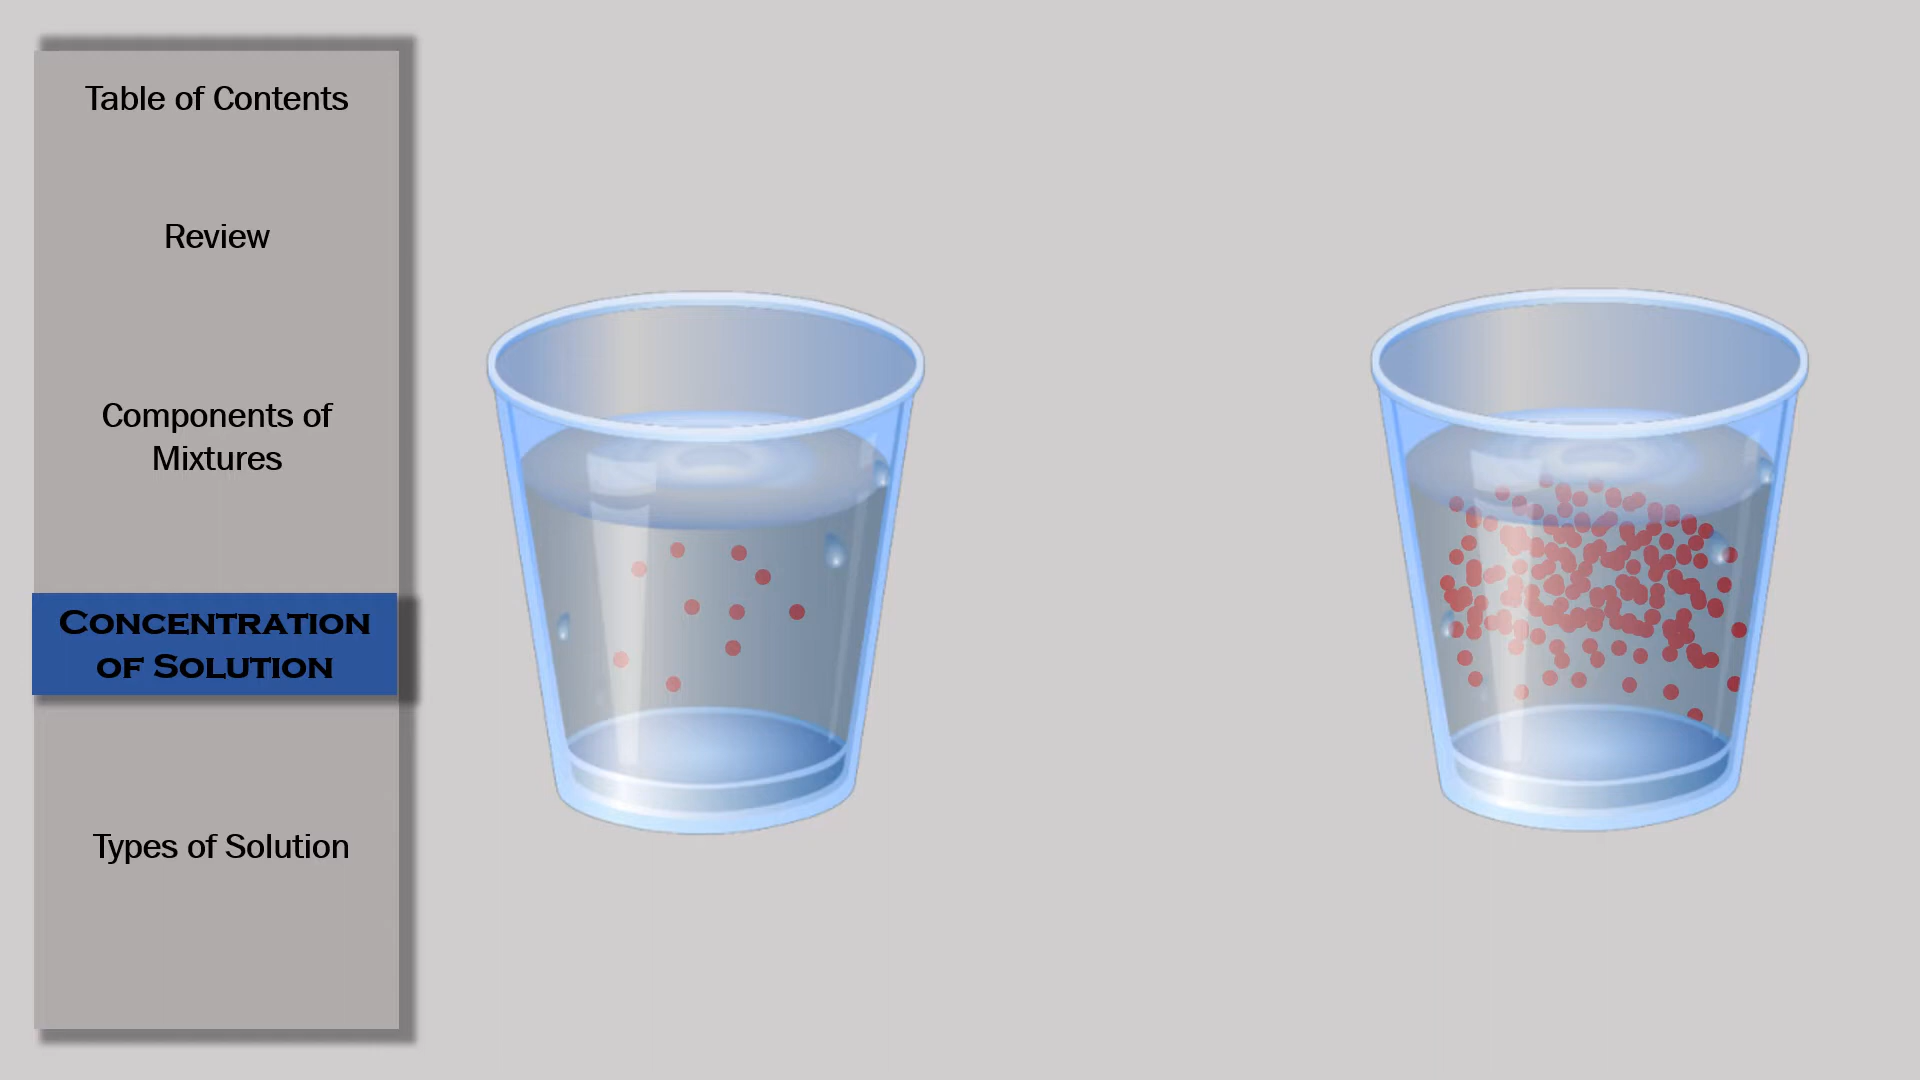 Table of Contents
Review
Components of
Mixtures
Concentration
of Solution
Types of Solution